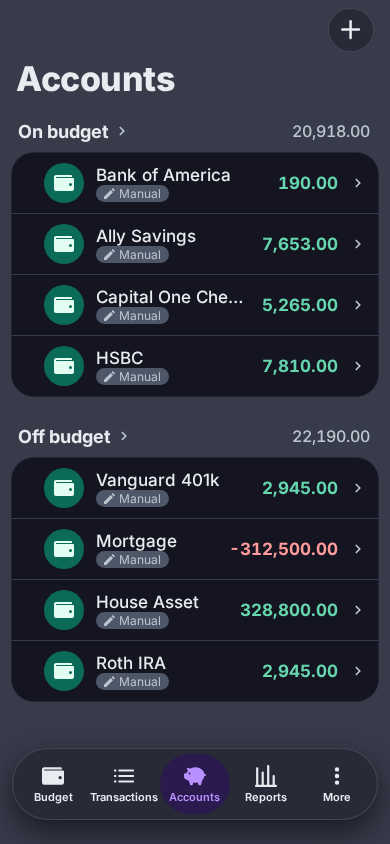 Accounts
On budget
20,918.00
Bank of America
190.00
Manual
Ally Savings
7,653.00
Manual
Capital One Che...
5,265.00
Manual
HSBC
7,810.00
Manual
Off budget
22,190.00
Vanguard 401k
2,945.00
Manual
Mortgage
-312,500.00
Manual
House Asset
328,800.00
Manual
Roth IRA
2,945.00
Manual
Budget
Transactions
Accounts
Reports
More